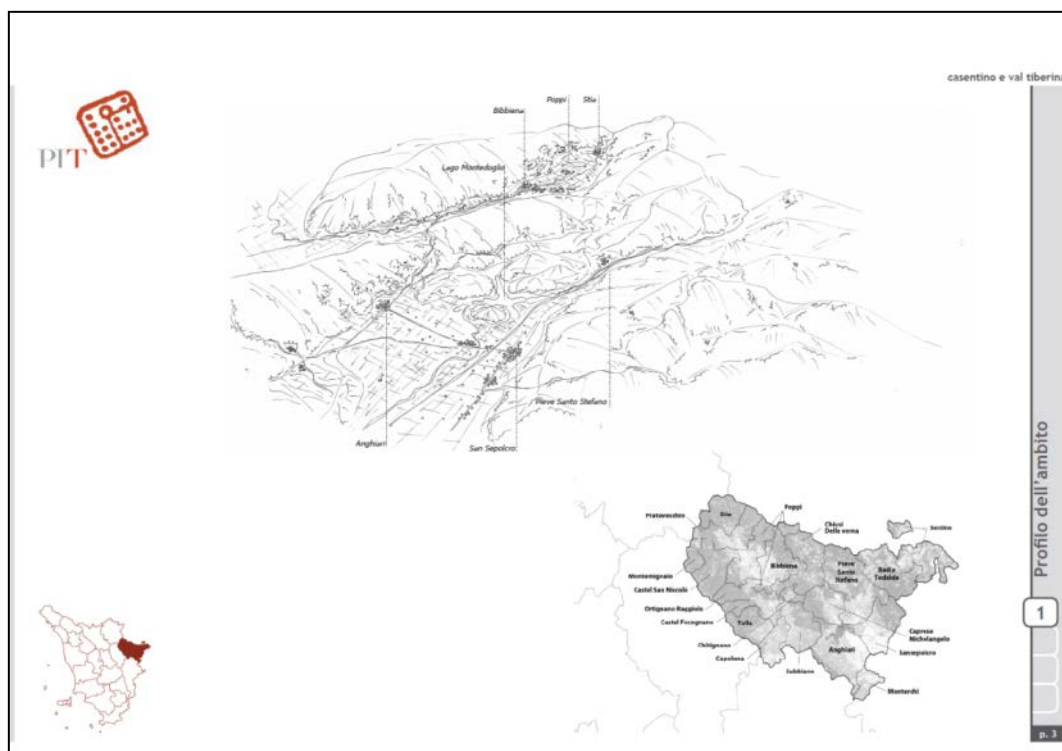 casentino e val tiberina
PIT
Poppi
Stia
Bibbiena
Lago Montedoglio
Pieve Santo Stefano
Anghiari
San Sepolcro
Profilo dell'ambito
1
Stia
Poppi
Pratovecchio
Chiusi
Della verna
Sestino
Bibbiena
Pieve
Santo
Stefano
Badia
Tedalda
Montemignaio
Castel San Niccolò
Ortignano Raggiolo
Castel Focognano
Talla
Caprese
Michelangelo
Chitignano
Sansepolcro
Anghiari
Capolona
Subbiano
Monterchi
p. 3